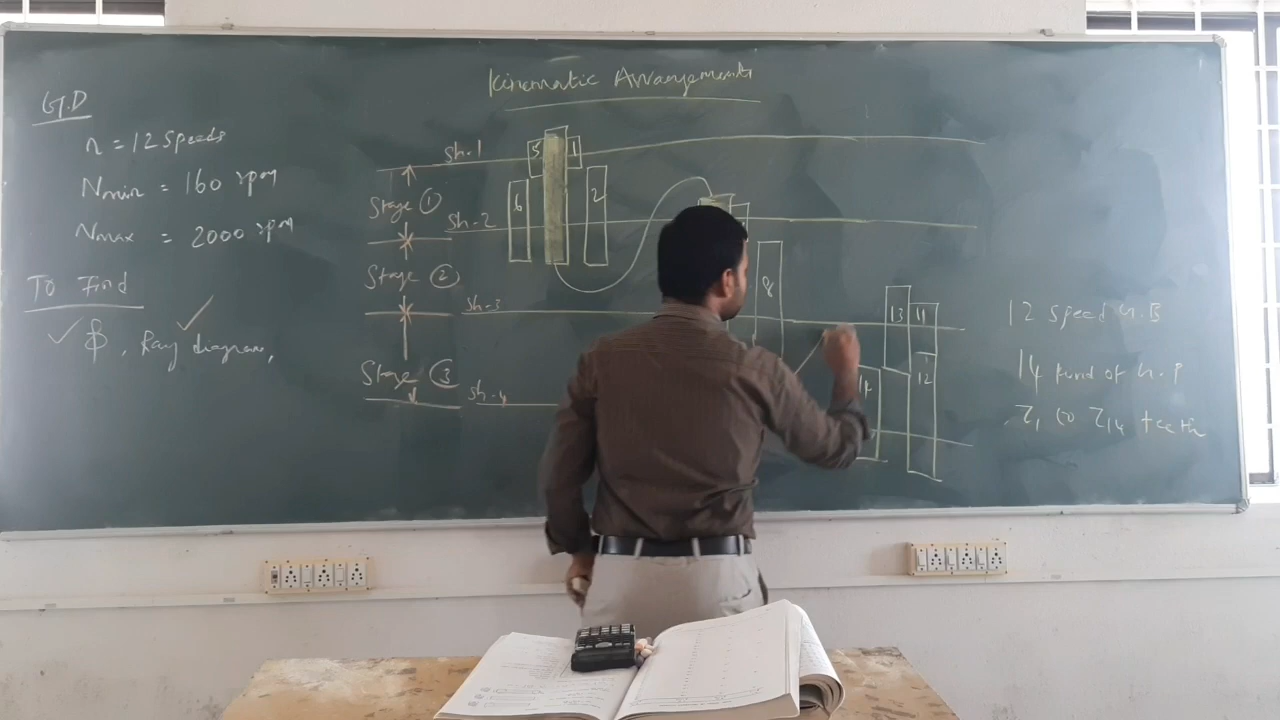 Kinematic Arrangements
G.D
n = 12 Speeds
Nmin = 160 rpm
Nmax = 2000 rpm
To Find
✓ ϕ, Ray diagram,
Sh-1
Stage ①
Sh-2
Stage ②
Sh-3
Stage ③
Sh-4
5 1
6 2
8
13 11
12
14
12 Speed G.B
14 kind of
Z1 to Z14 teeth